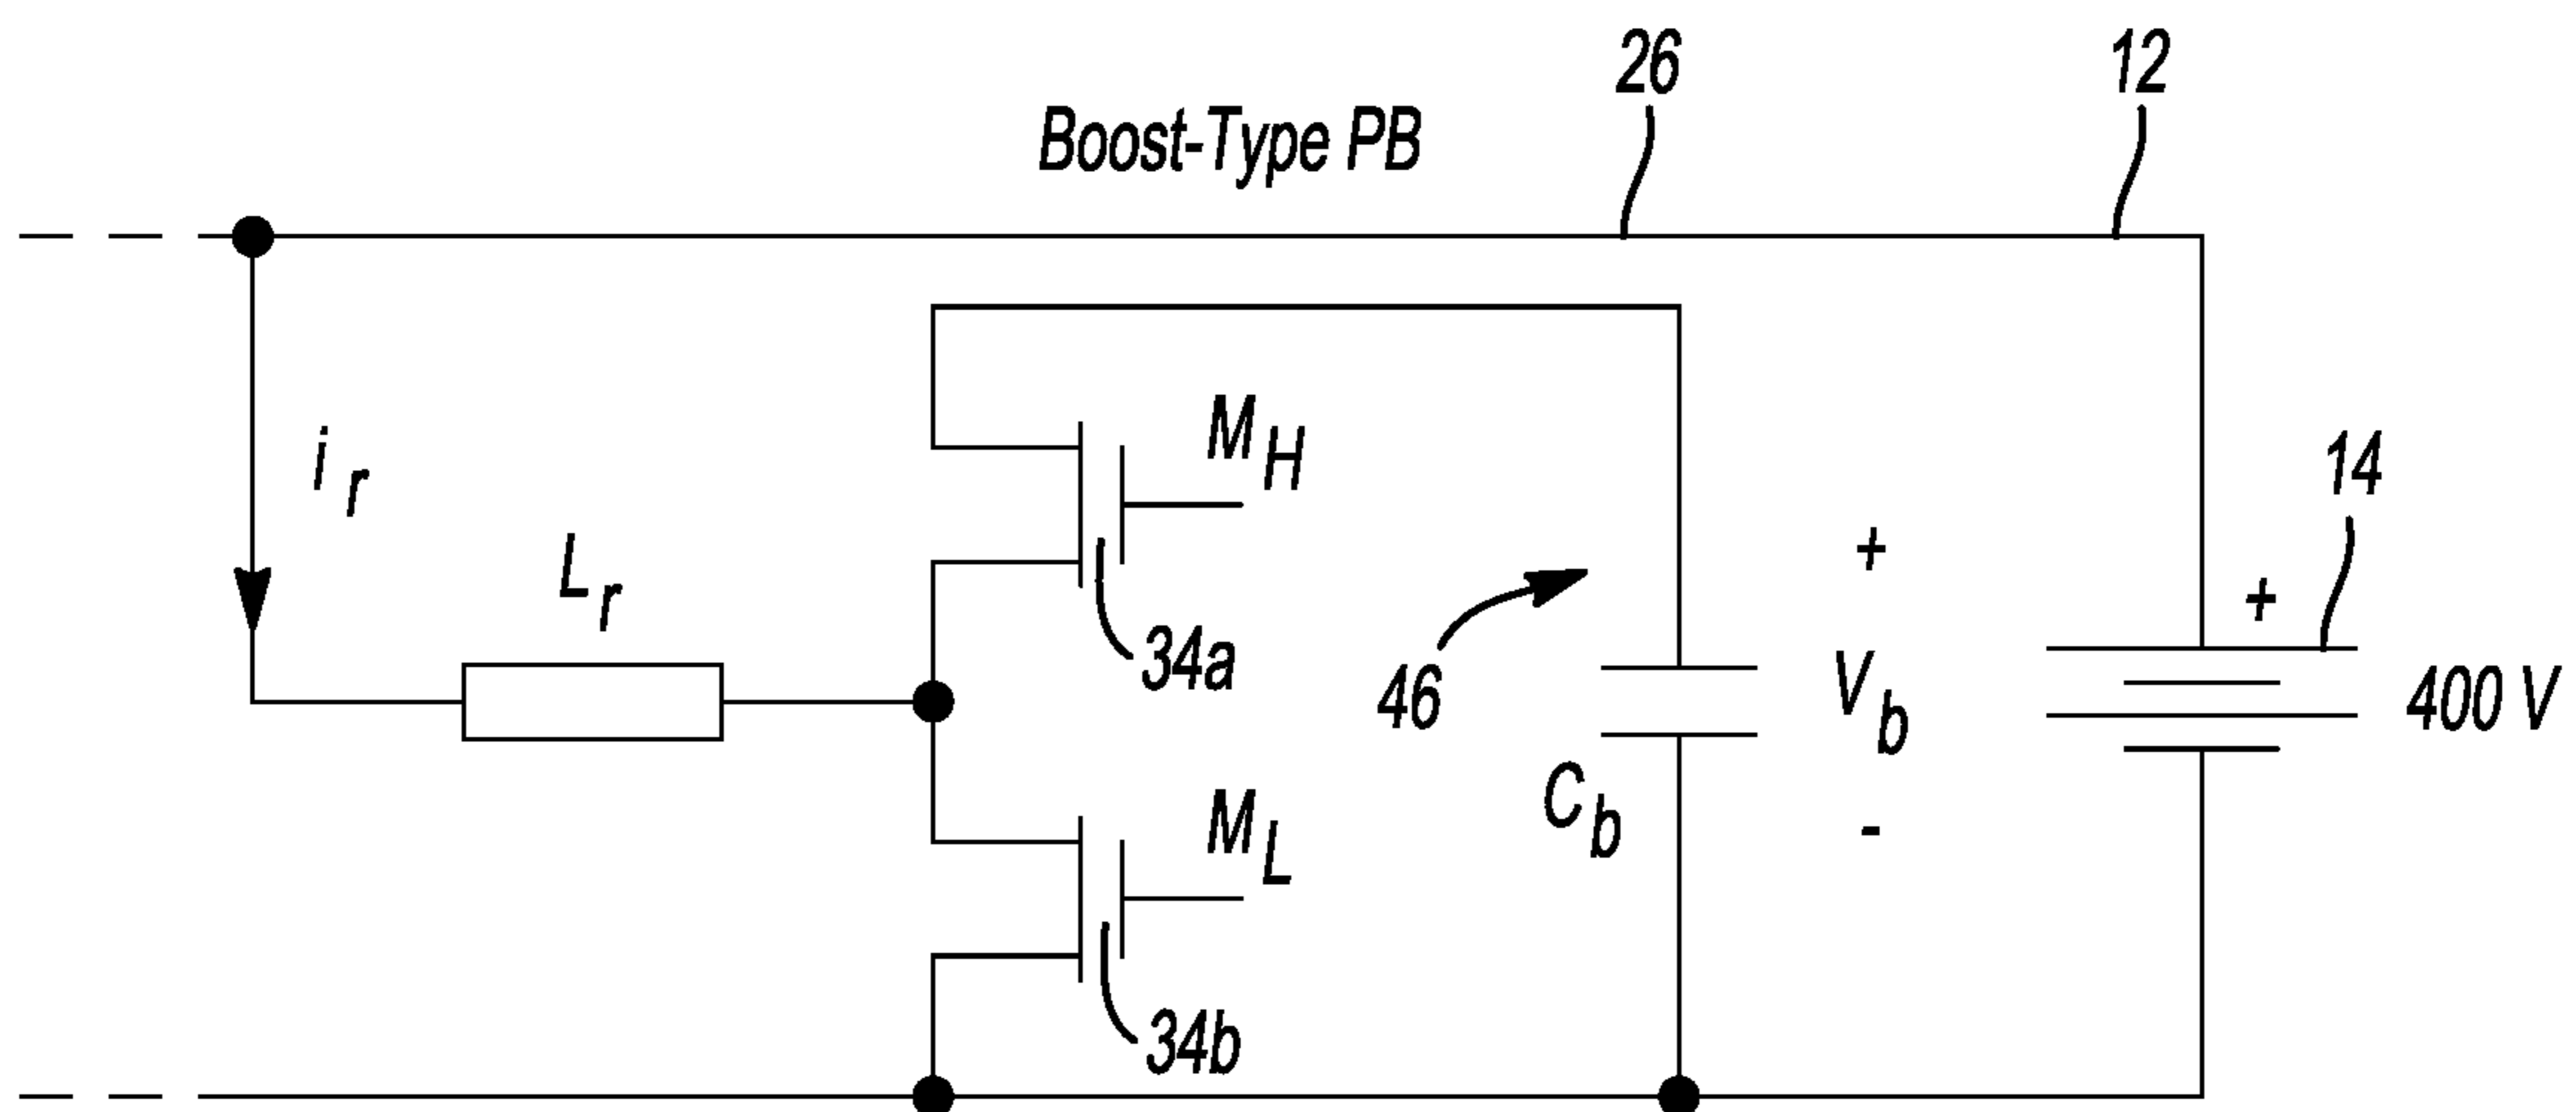 26
12
Boost-Type PB
i r
L r
M H
34a
46
+
V b
-
C b
14
+
400 V
M L
34b